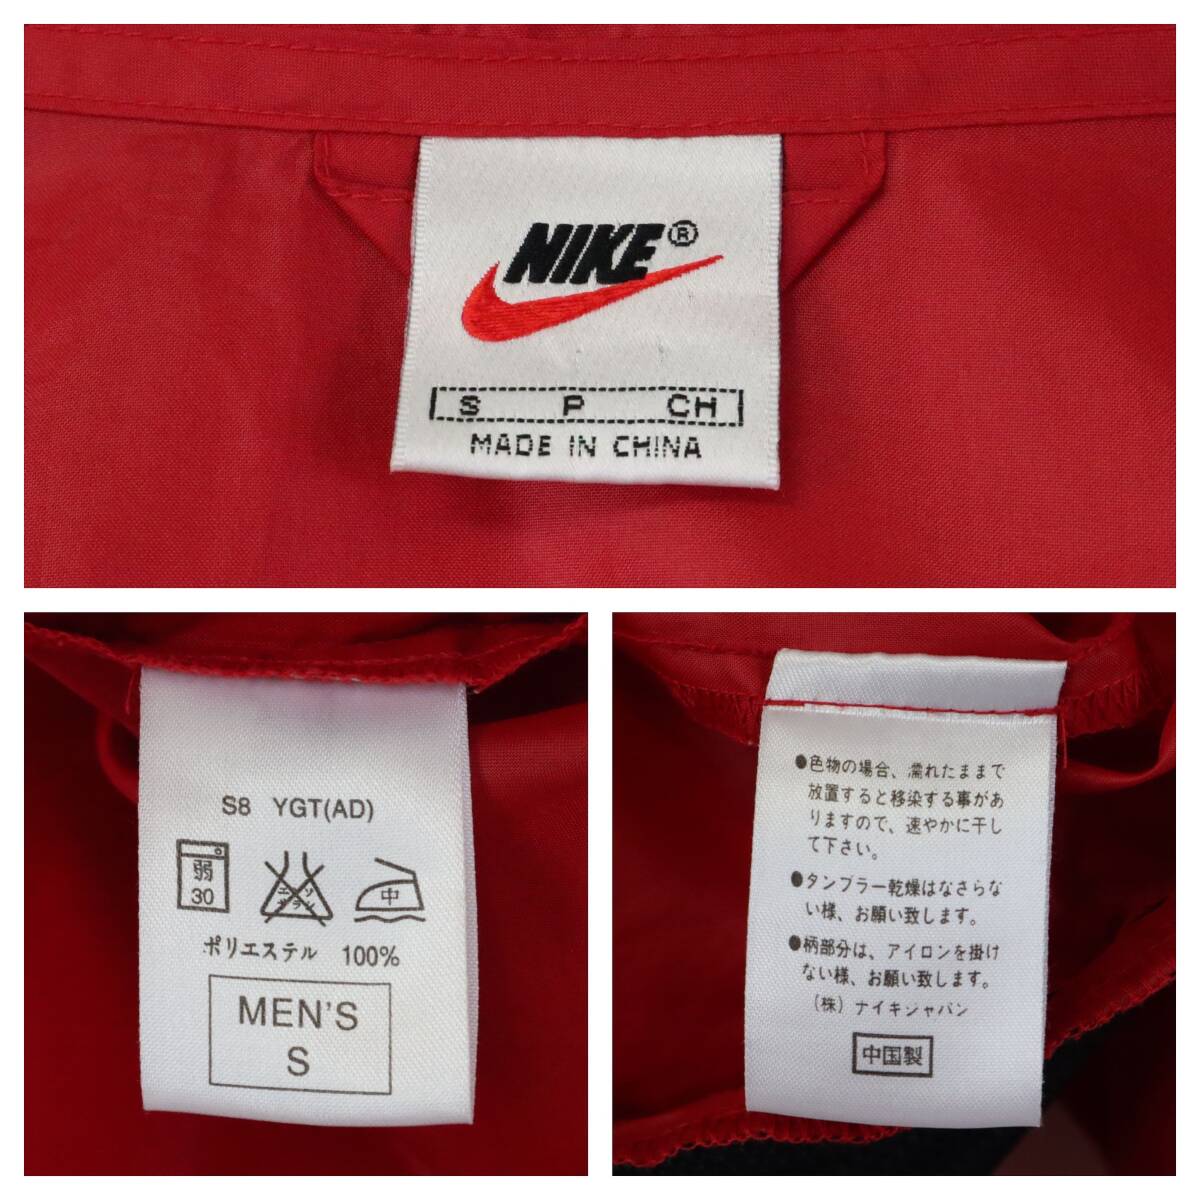 NIKE®
S P CH
MADE IN CHINA
S8 YGT(AD)
弱
30
エンソ
サラシ
中
ポリエステル 100%
MEN'S
S
●色物の場合、濡れたままで
放置すると移染する事があ
りますので、速やかに干し
て下さい。
●タンブラー乾燥はなさらな
い様、お願い致します。
●柄部分は、アイロンを掛け
ない様、お願い致します。
(株)ナイキジャパン
中国製